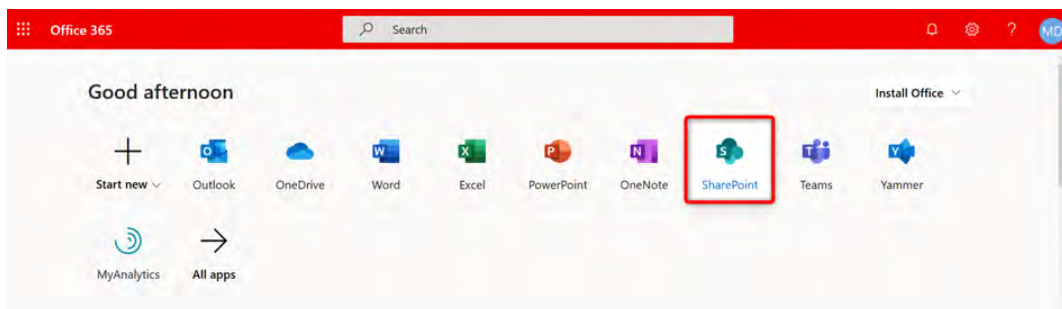 Office 365
Search
?
MD
Good afternoon
Install Office
Start new
Outlook
OneDrive
Word
Excel
PowerPoint
OneNote
SharePoint
Teams
Yammer
MyAnalytics
All apps